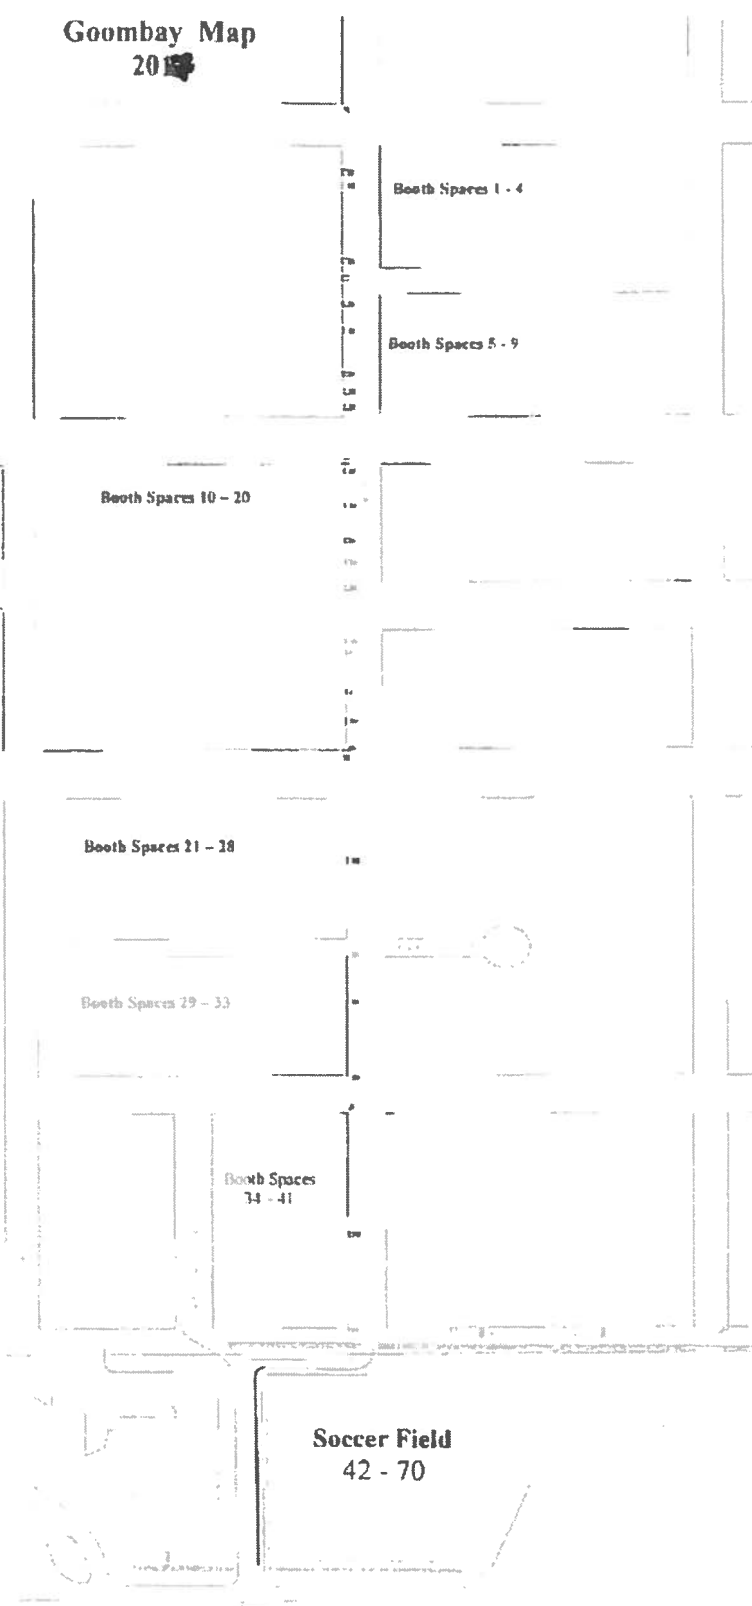 Goombay Map
20
Booth Spaces 1 - 4
Booth Spaces 5 - 9
Booth Spaces 10 – 20
Booth Spaces 21 – 28
Booth Spaces 29 – 33
Booth Spaces
34 - 41
Soccer Field
42 - 70